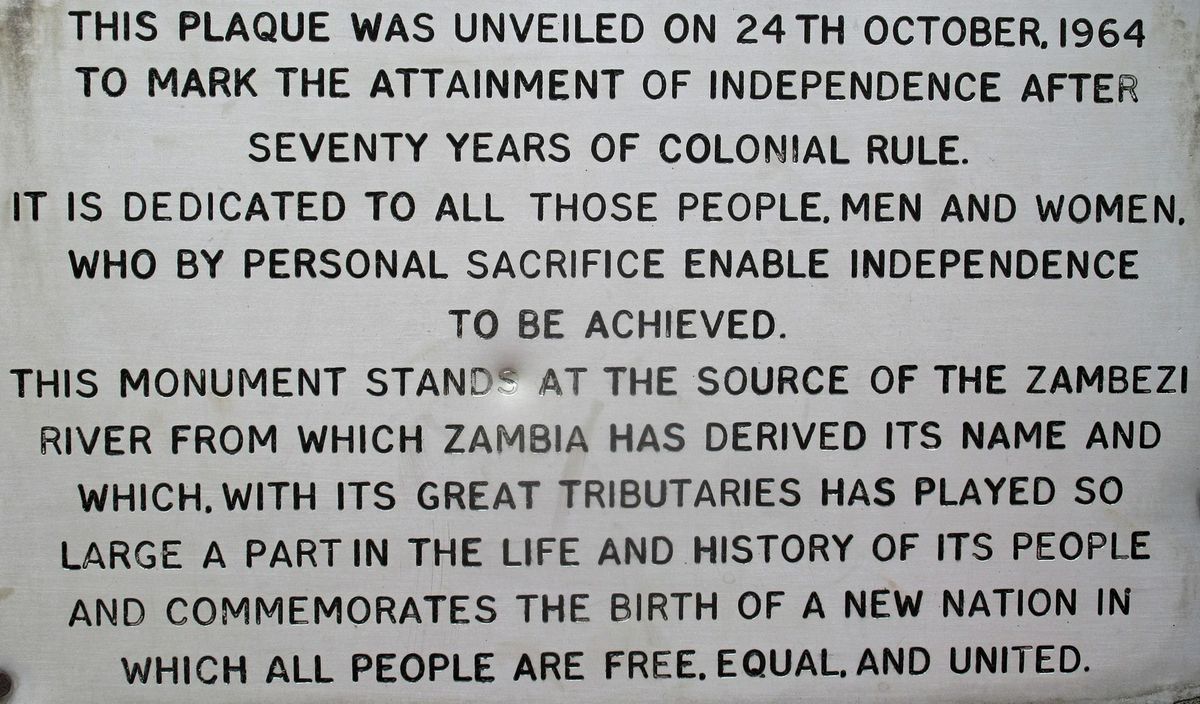 THIS PLAQUE WAS UNVEILED ON 24TH OCTOBER, 1964
TO MARK THE ATTAINMENT OF INDEPENDENCE AFTER
SEVENTY YEARS OF COLONIAL RULE.
IT IS DEDICATED TO ALL THOSE PEOPLE, MEN AND WOMEN,
WHO BY PERSONAL SACRIFICE ENABLE INDEPENDENCE
TO BE ACHIEVED.
THIS MONUMENT STANDS AT THE SOURCE OF THE ZAMBEZI
RIVER FROM WHICH ZAMBIA HAS DERIVED ITS NAME AND
WHICH, WITH ITS GREAT TRIBUTARIES HAS PLAYED SO
LARGE A PART IN THE LIFE AND HISTORY OF ITS PEOPLE
AND COMMEMORATES THE BIRTH OF A NEW NATION IN
WHICH ALL PEOPLE ARE FREE, EQUAL, AND UNITED.